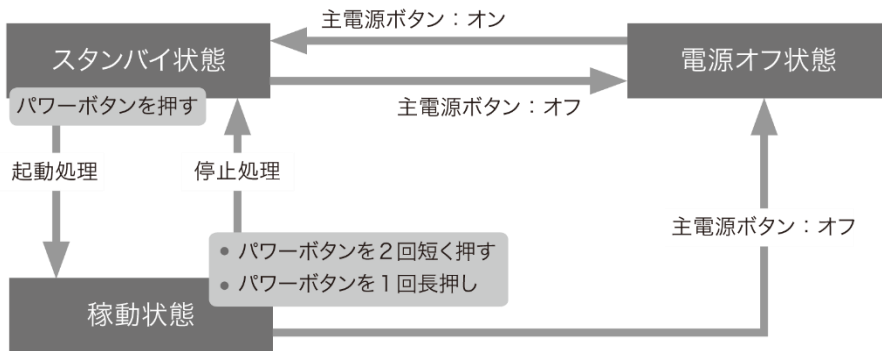 主電源ボタン：オン
スタンバイ状態
電源オフ状態
パワーボタンを押す
主電源ボタン：オフ
起動処理
停止処理
主電源ボタン：オフ
• パワーボタンを2回短く押す
• パワーボタンを1回長押し
稼動状態